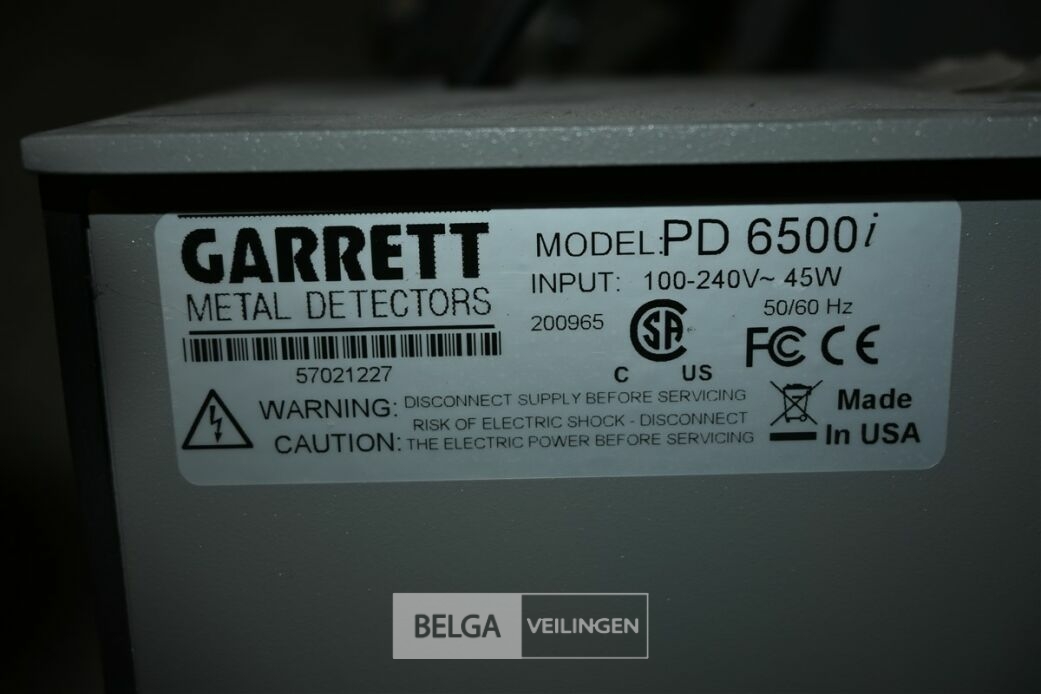 GARRETT
METAL DETECTORS
57021227
MODEL:PD 6500i
INPUT: 100-240V~ 45W
50/60 Hz
200965
CSA
C US
FC CE
WARNING: DISCONNECT SUPPLY BEFORE SERVICING
CAUTION: RISK OF ELECTRIC SHOCK - DISCONNECT
THE ELECTRIC POWER BEFORE SERVICING
Made
In USA
BELGA VEILINGEN